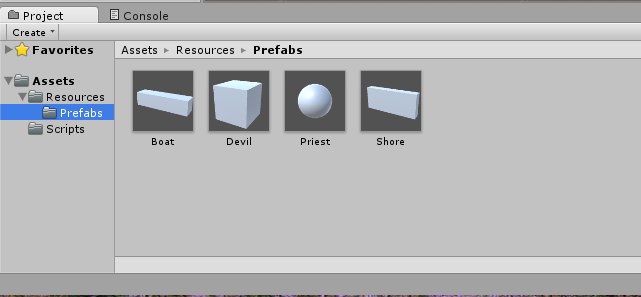 Project Console
Create
Favorites Assets Resources Prefabs
Assets
Resources
Prefabs
Scripts
Boat Devil Priest Shore